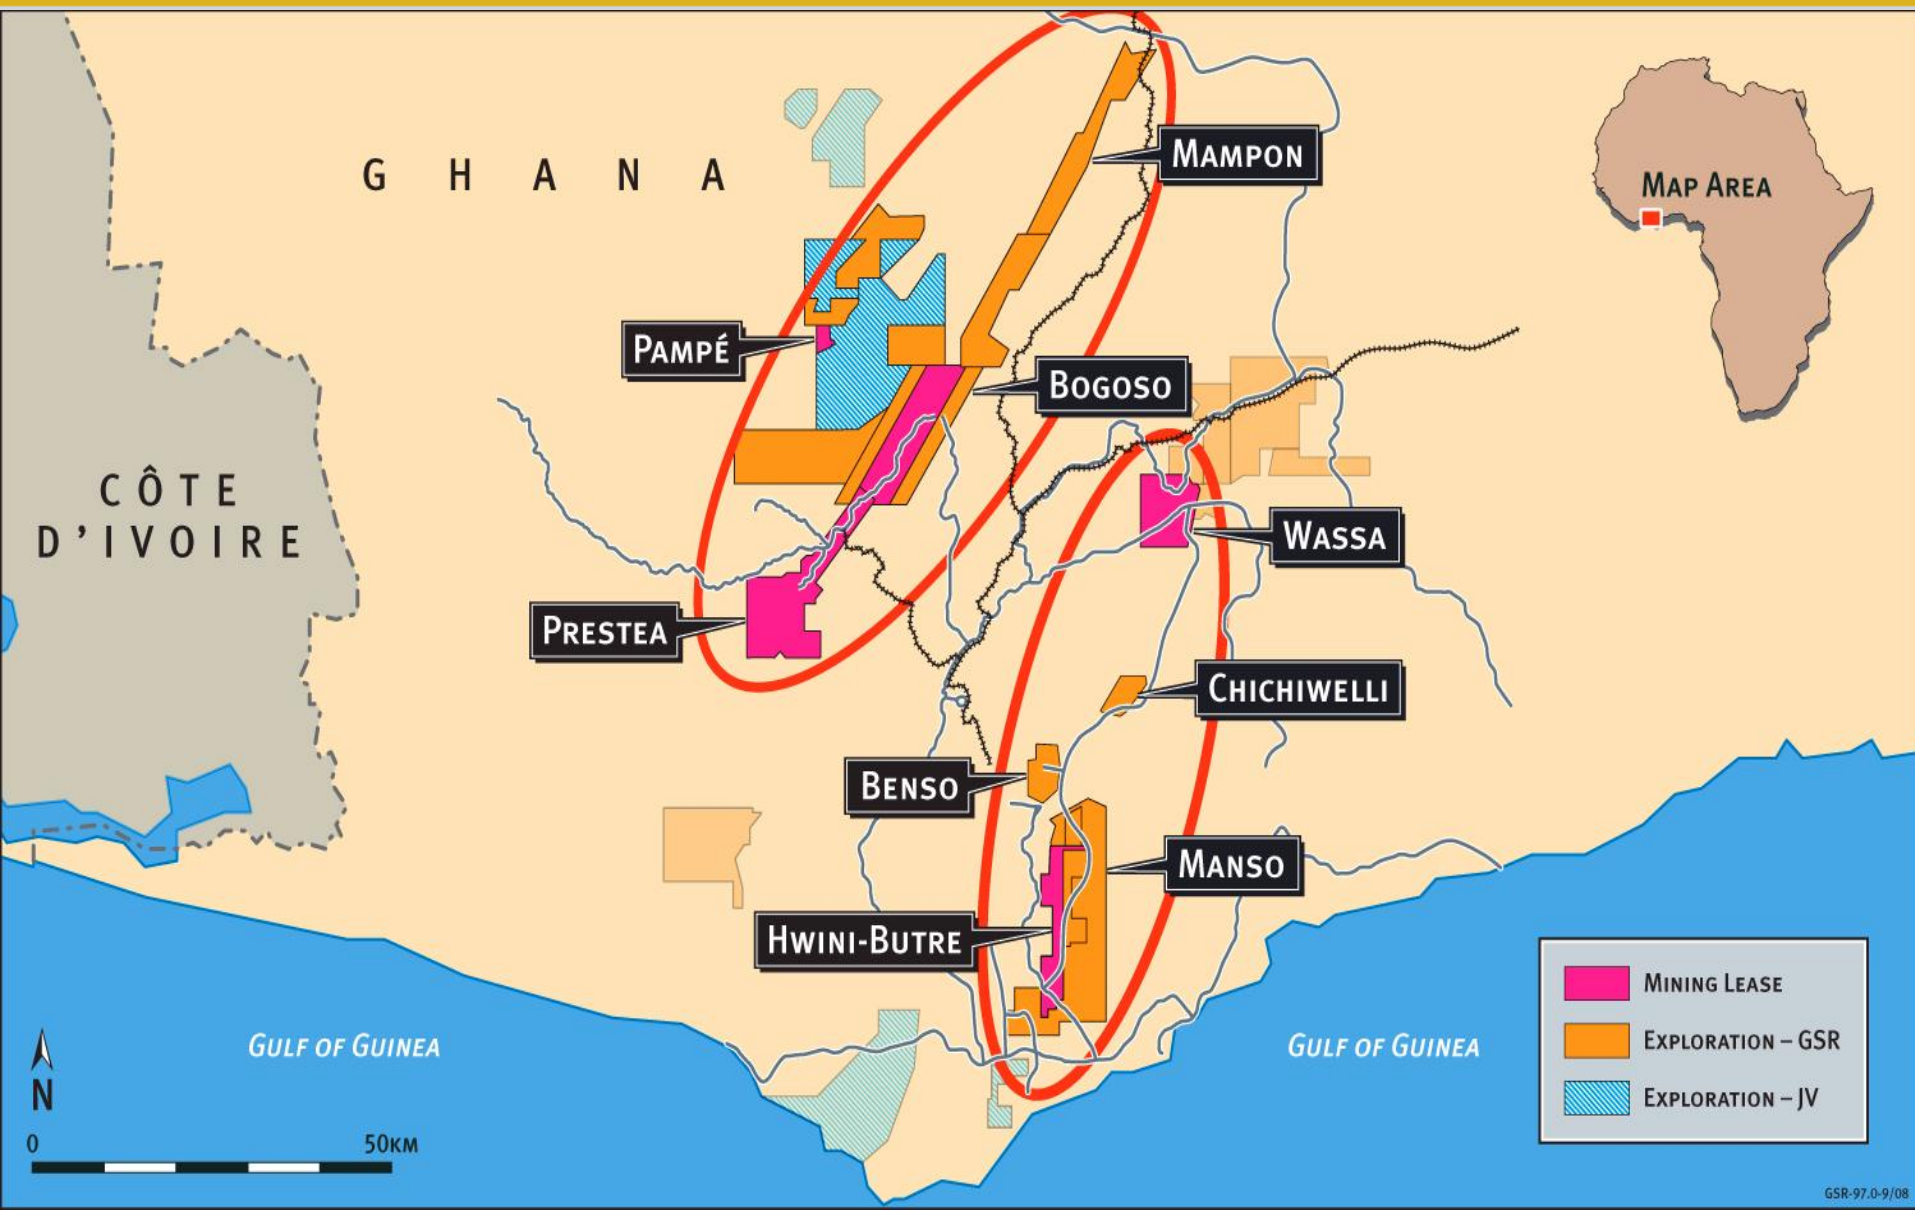 GHANA
MAMPON
MAP AREA
PAMPÉ
BOGOSO
CÔTE
D'IVOIRE
WASSA
PRESTEA
CHICHIWELLI
BENSO
MANSO
HWINI-BUTRE
MINING LEASE
EXPLORATION – GSR
EXPLORATION – JV
GULF OF GUINEA
GULF OF GUINEA
N
0 50KM
GSR-97.0-9/08